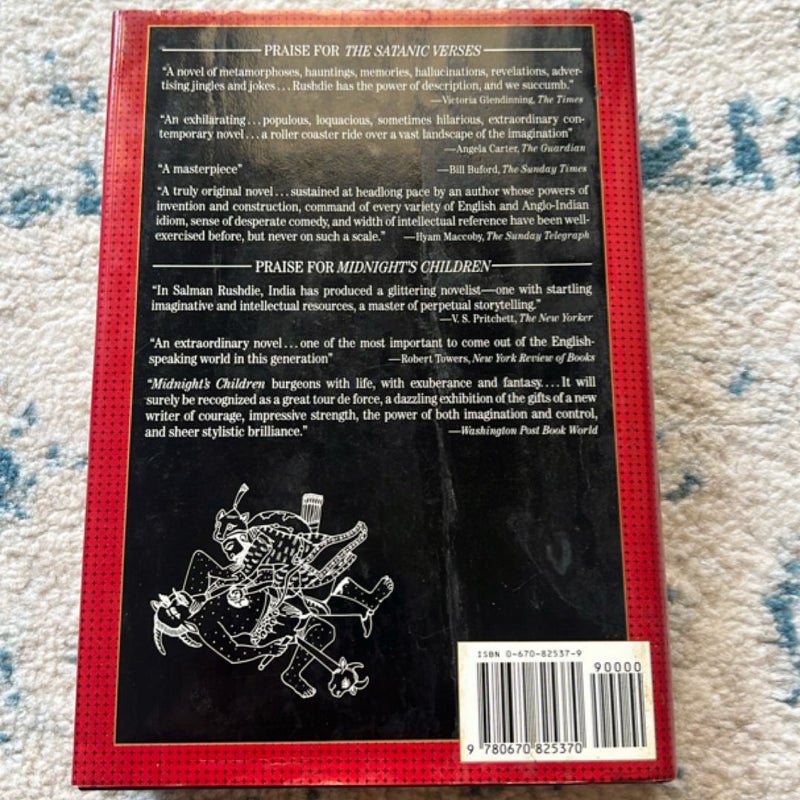 PRAISE FOR THE SATANIC VERSES
“A novel of metamorphoses, hauntings, memories, hallucinations, revelations, adver-
tising jingles and jokes...Rushdie has the power of description, and we succumb.”
—Victoria Glendinning, The Times
“An exhilarating...populous, loquacious, sometimes hilarious, extraordinary con-
temporary novel...a roller coaster ride over a vast landscape of the imagination”
—Angela Carter, The Guardian
“A masterpiece” —Bill Buford, The Sunday Times
“A truly original novel...sustained at headlong pace by an author whose powers of
invention and construction, command of every variety of English and Anglo-Indian
idiom, sense of desperate comedy, and width of intellectual reference have been well-
exercised before, but never on such a scale.” —Hyam Maccoby, The Sunday Telegraph
PRAISE FOR MIDNIGHT'S CHILDREN
“In Salman Rushdie, India has produced a glittering novelist—one with startling
imaginative and intellectual resources, a master of perpetual storytelling.”
—V. S. Pritchett, The New Yorker
“An extraordinary novel...one of the most important to come out of the English-
speaking world in this generation” —Robert Towers, New York Review of Books
“Midnight's Children burgeons with life, with exuberance and fantasy....It will
surely be recognized as a great tour de force, a dazzling exhibition of the gifts of a new
writer of courage, impressive strength, the power of both imagination and control,
and sheer stylistic brilliance.” —Washington Post Book World
ISBN 0-670-82537-9
90000
9 780670 825370